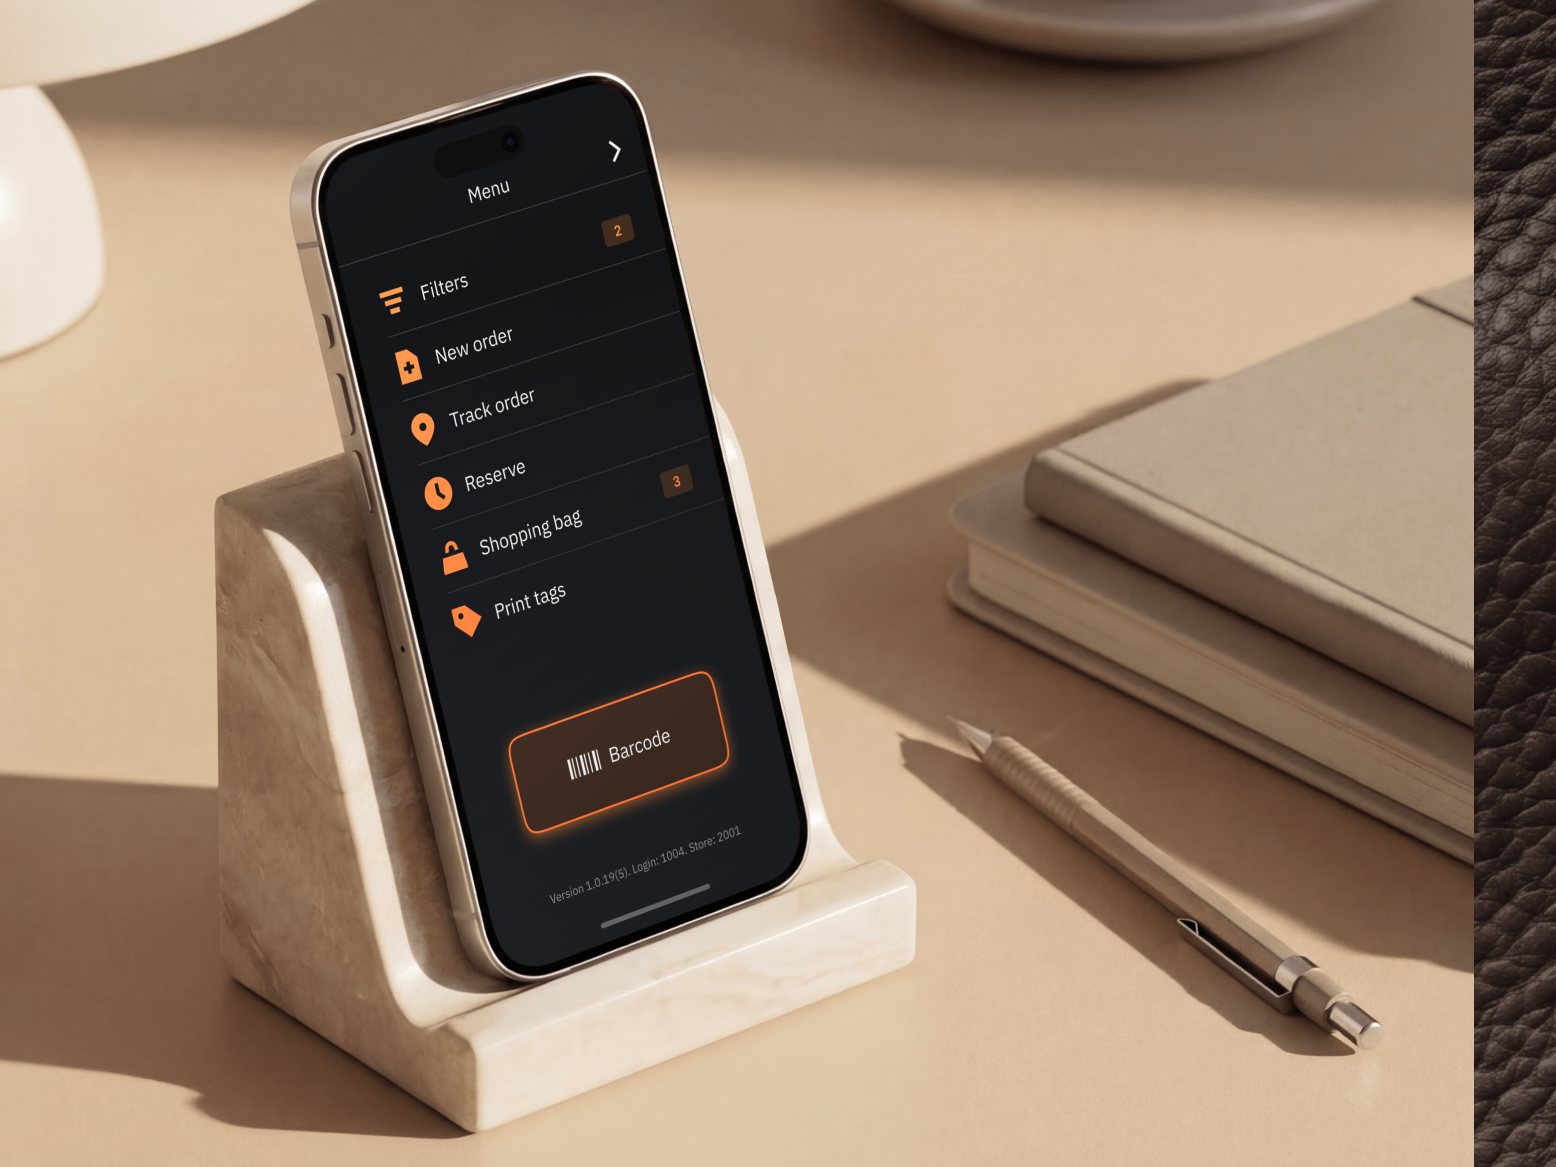 Menu
Filters 2
New order
Track order
Reserve
Shopping bag 3
Print tags
Barcode
Version 1.0.19(5). Login: 1004. Store: 2001